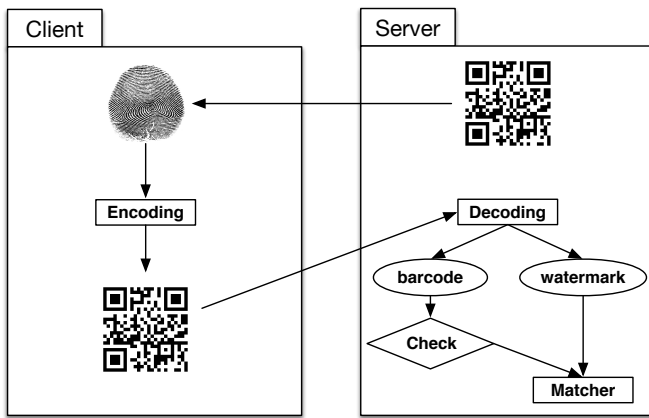 Client
Server
Encoding
Decoding
barcode
watermark
Check
Matcher